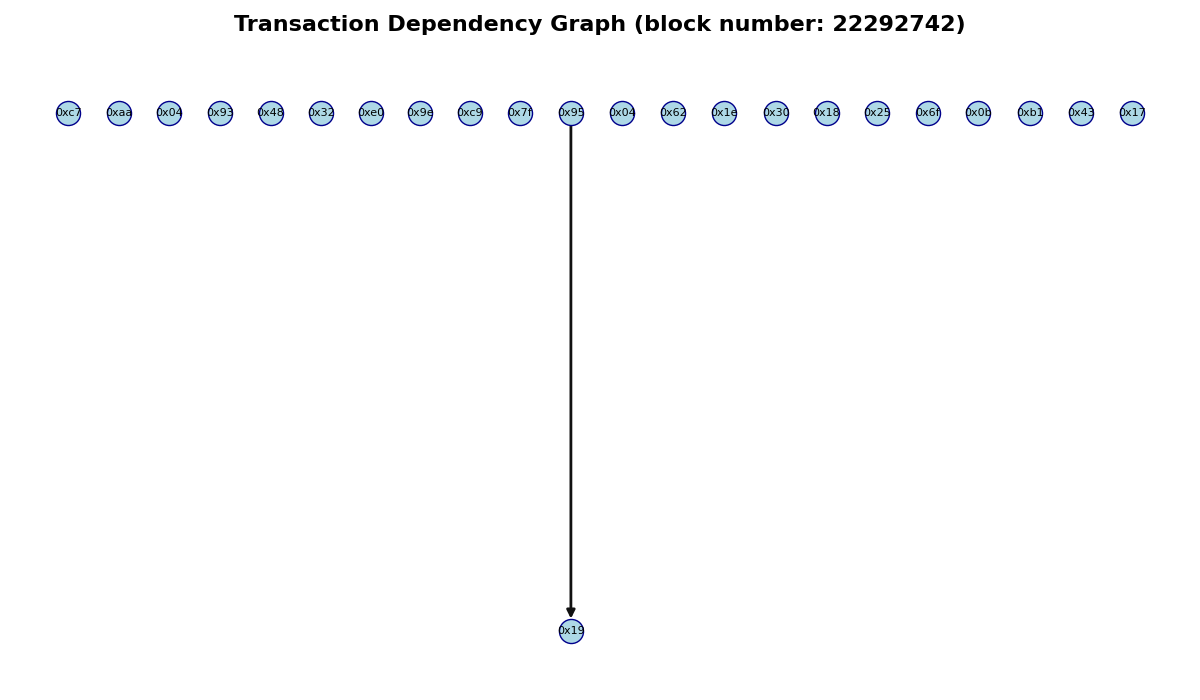 Transaction Dependency Graph (block number: 22292742)
0xc7 0xaa 0x04 0x93 0x48 0x32 0xe0 0x9e 0xc9 0x7f 0x95 0x04 0x62 0x1e 0x30 0x18 0x25 0x6f 0x0b 0xb1 0x43 0x17
0x19